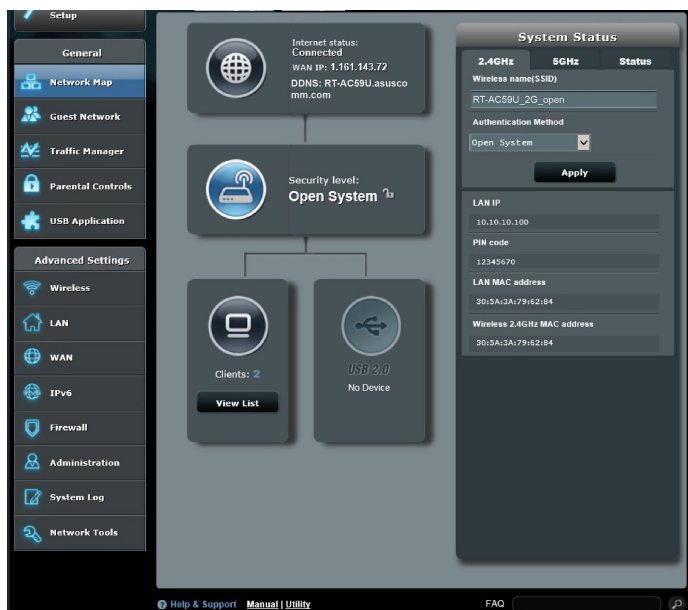 Setup
General
Network Map
Guest Network
Traffic Manager
Parental Controls
USB Application
Advanced Settings
Wireless
LAN
WAN
IPv6
Firewall
Administration
System Log
Network Tools
Internet status:
Connected
WAN IP: 1.161.143.72
DDNS: RT-AC59U.asusco
mm.com
Security level:
Open System
Clients: 2
View List
USB 2.0
No Device
System Status
2.4GHz 5GHz Status
Wireless name(SSID)
RT-AC59U_2G_open
Authentication
Method
Open System
Apply
LAN IP
10.10.10.100
PIN code
12345670
LAN MAC address
30:5A:3A:79:62:84
Wireless 2.4GHz MAC address
30:5A:3A:79:62:84
Help & Support Manual | Utility FAQ